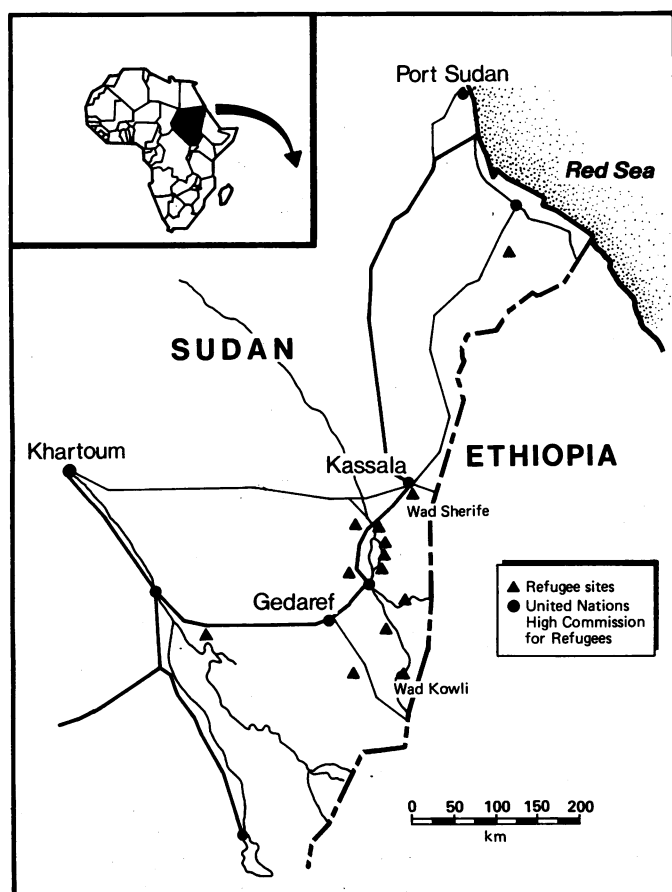 Port Sudan
Red Sea
SUDAN
Khartoum
Kassala
ETHIOPIA
Wad Sherife
Gedaref
Wad Kowli
Refugee sites
United Nations
High Commission
for Refugees
0 50 100 150 200
km